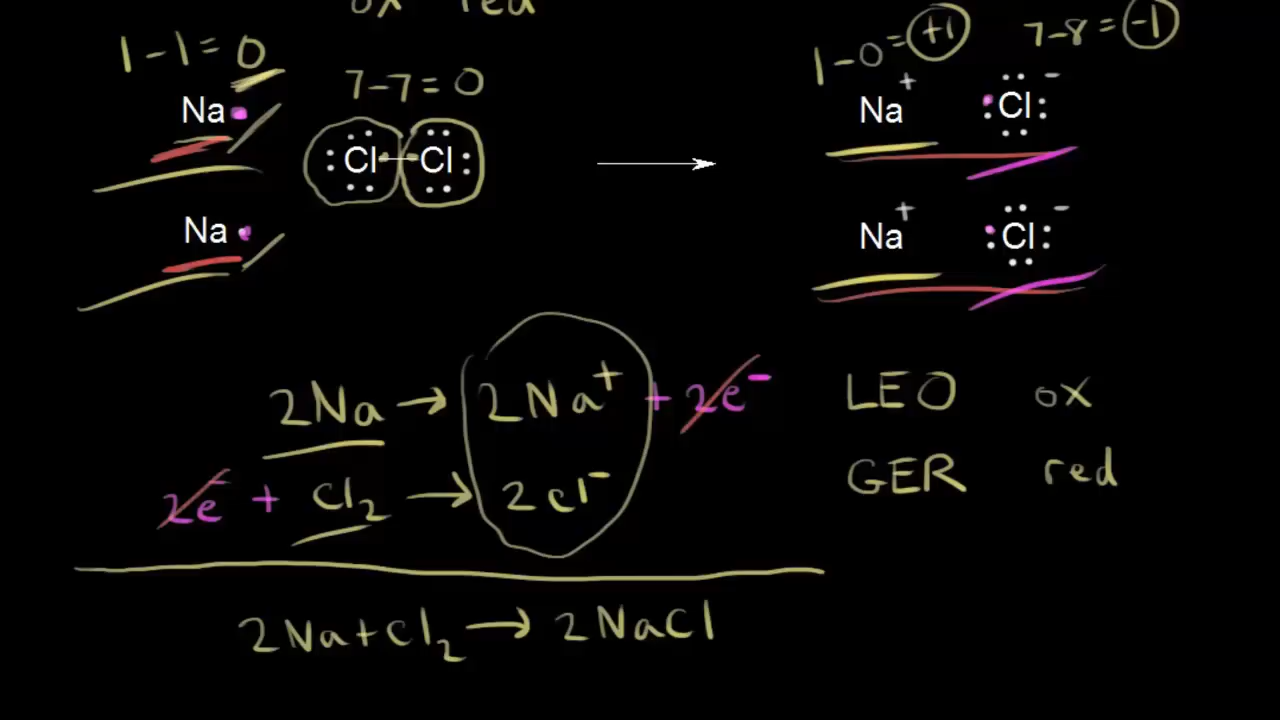 ox red
1-1=0
7-7=0
1-0=+1
7-8=-1
Na
Cl-Cl
Na+
Cl-
Na
Na+
Cl-
2Na → 2Na+ + 2e-
LEO ox
2e- + Cl2 → 2Cl-
GER red
2Na+Cl2 → 2NaCl